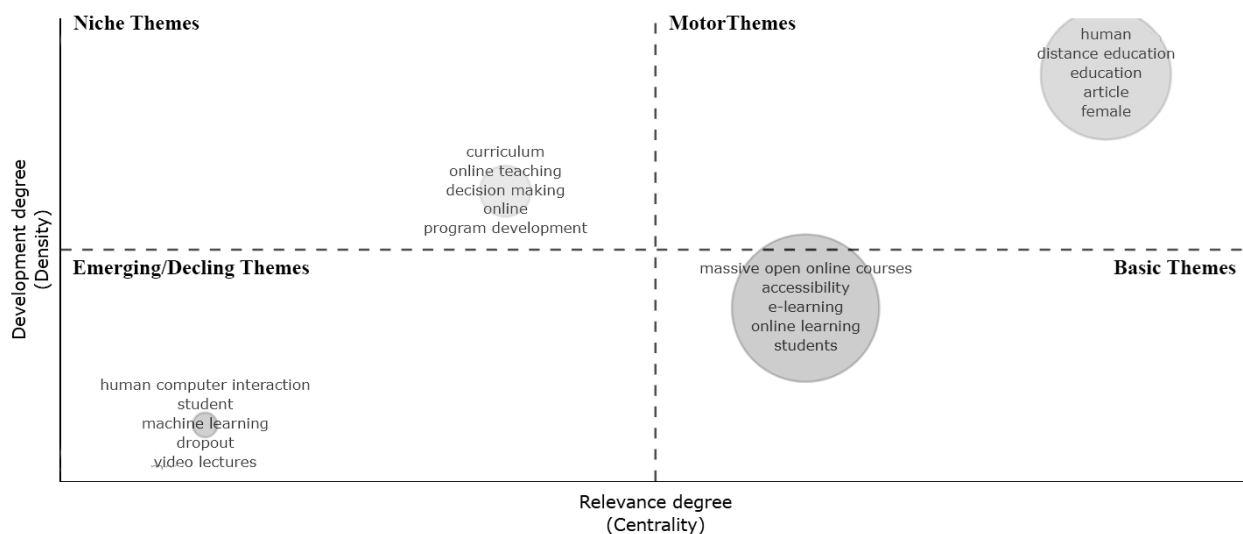 Niche Themes
MotorThemes
human
distance education
education
article
female
curriculum
online teaching
decision making
online
program development
Emerging/Decling Themes
Basic Themes
massive open online courses
accessibility
e-learning
online learning
students
human computer interaction
student
machine learning
dropout
video lectures
Development degree
(Density)
Relevance degree
(Centrality)